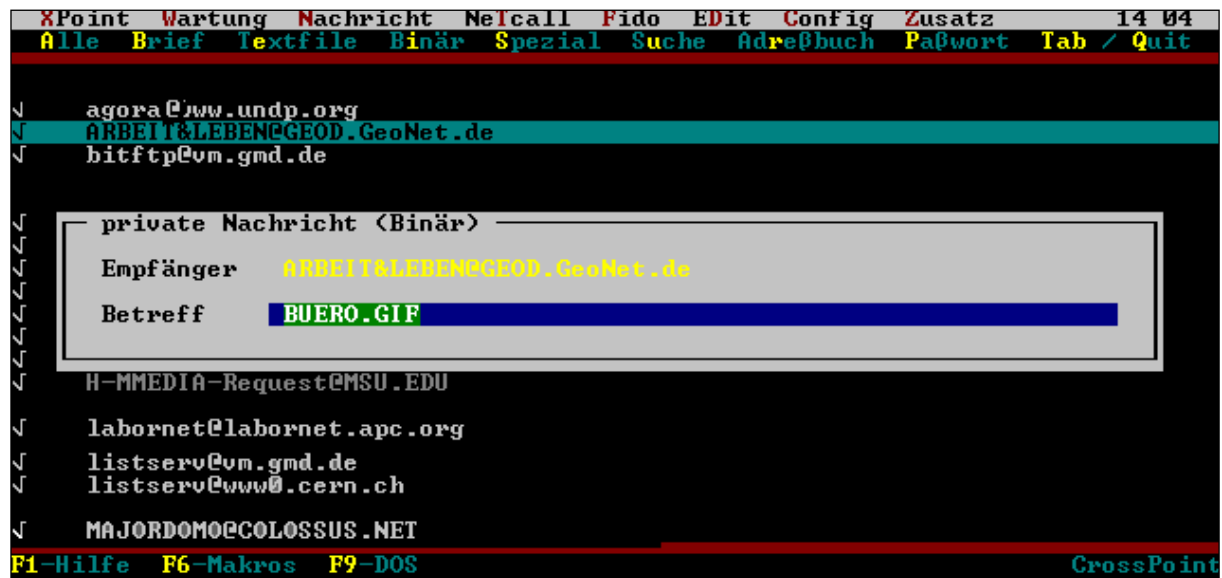 XPoint Wartung Nachricht NeTcall Fido EDit Config Zusatz 14 04
Alle Brief Textfile Binär Spezial Suche Adreßbuch Paßwort Tab / Quit
√ agora@www.undp.org
√ ARBEIT&LEBEN@GEOD.GeoNet.de
√ bitftp@vm.gmd.de
√ private Nachricht (Binär)
√
√ Empfänger ARBEIT&LEBEN@GEOD.GeoNet.de
√
√ Betreff BUERO.GIF
√
√
√ H-MMEDIA-Request@MSU.EDU
√ labornet@labornet.apc.org
√ listserv@vm.gmd.de
√ listserv@www0.cern.ch
√ MAJORDOMO@COLOSSUS.NET
F1-Hilfe F6-Makros F9-DOS CrossPoint